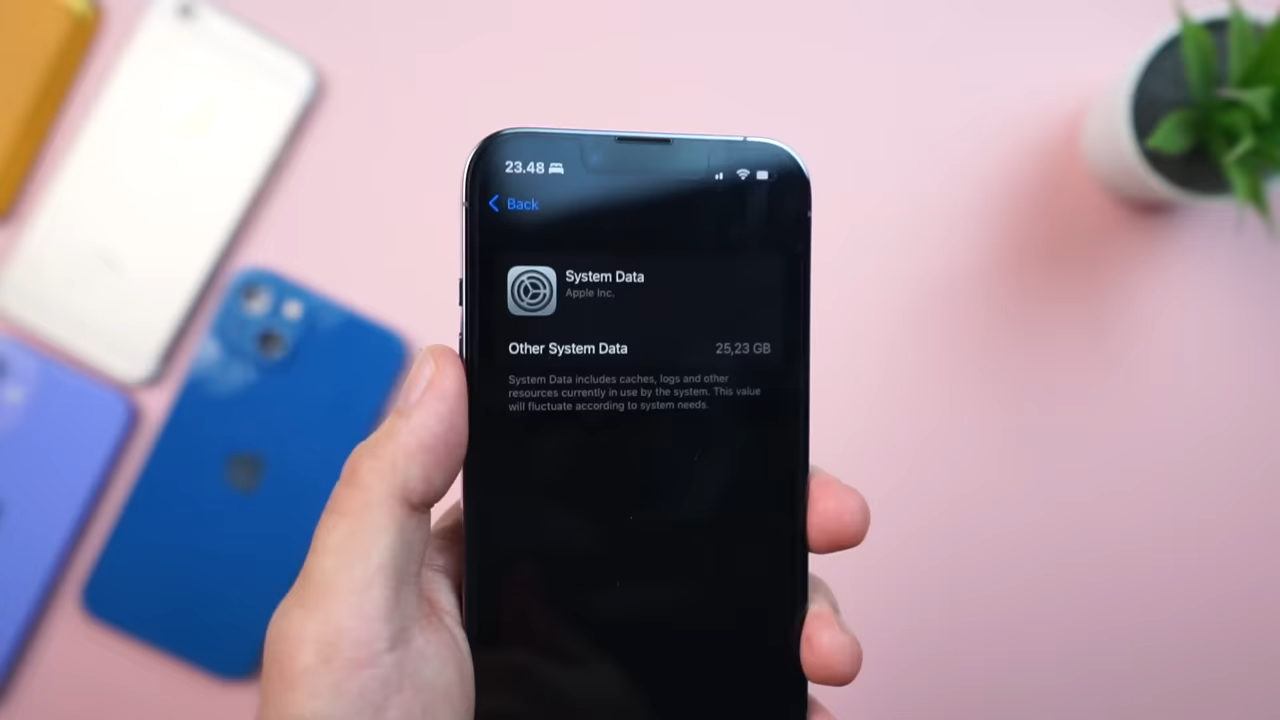 23.48
Back
System Data
Apple Inc.
Other System Data 25,23 GB
System Data includes caches, logs and other
resources currently in use by the system. This value
will fluctuate according to system needs.